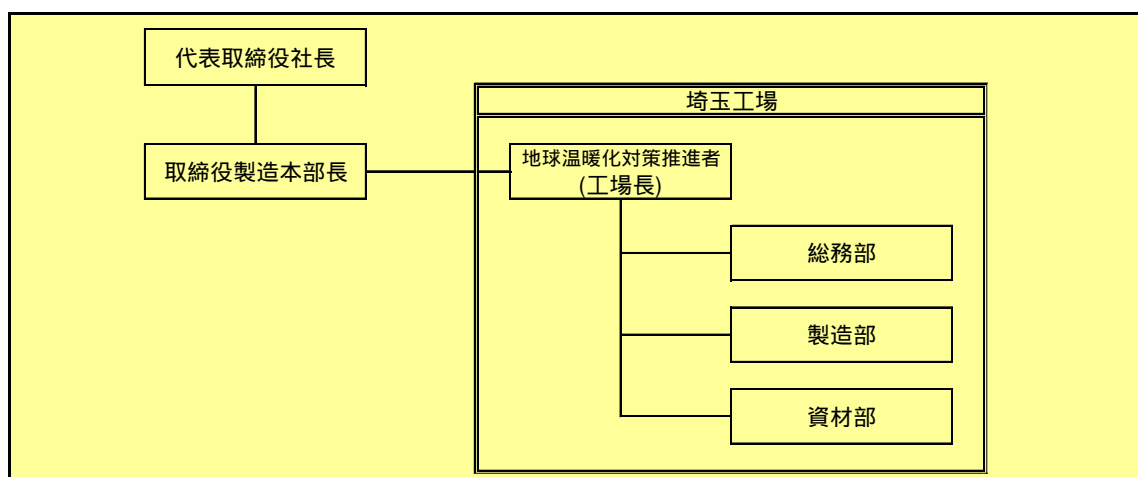 代表取締役社長
埼玉工場
取締役製造本部長
地球温暖化対策推進者
(工場長)
総務部
製造部
資材部